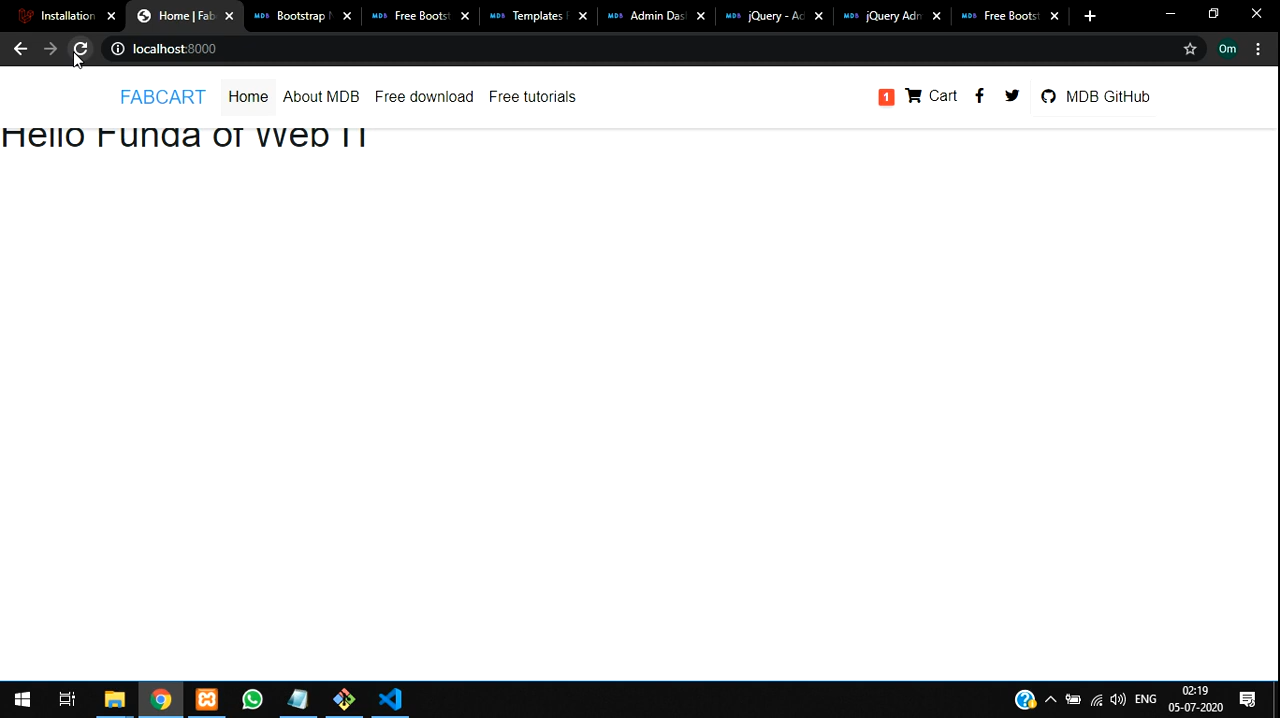 Installation
Home | Fab
Bootstrap
Free Boots
Templates
Admin Das
jQuery - Ad
jQuery Adm
Free Boots
localhost:8000
Om
FABCART
Home
About MDB
Free download
Free tutorials
1
Cart
MDB GitHub
Hello Funda of Web IT
ENG
02:19
05-07-2020